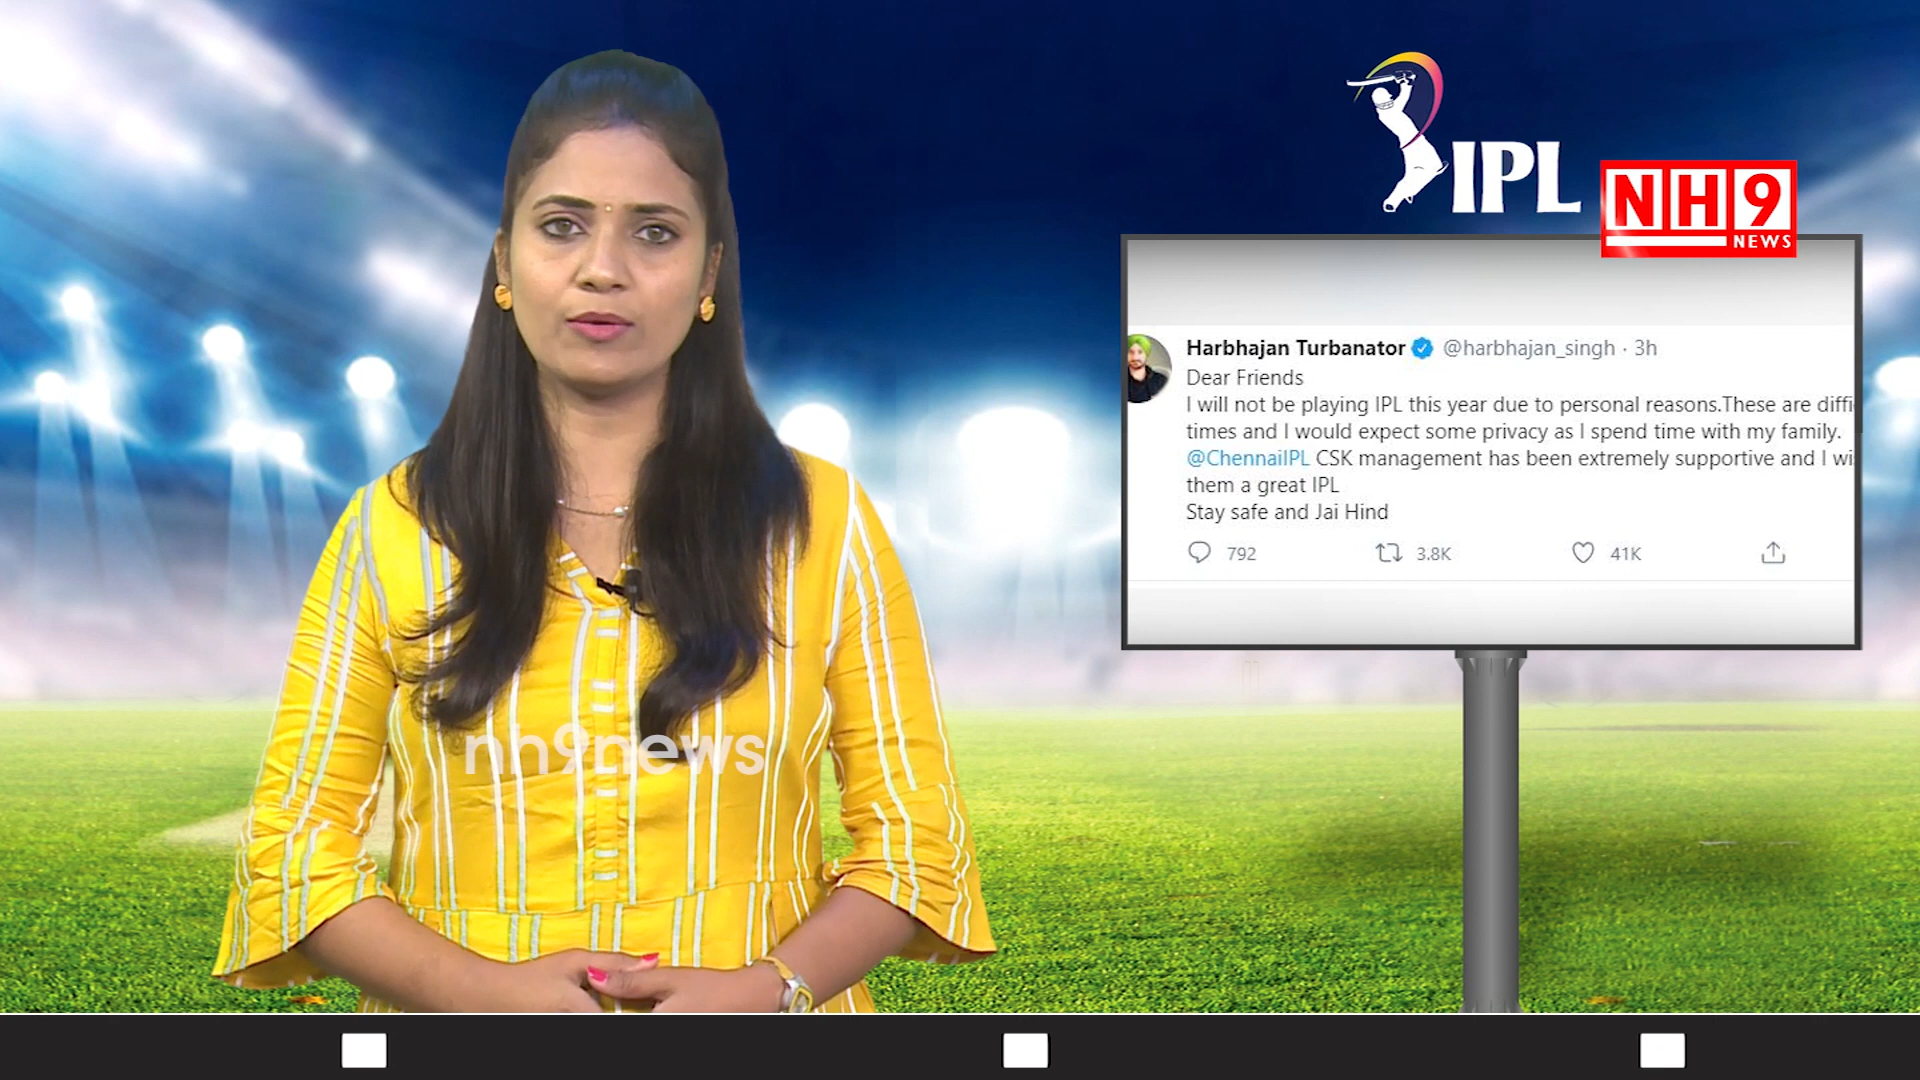 IPL
NH9
NEWS
Harbhajan Turbanator @harbhajan_singh · 3h
Dear Friends
I will not be playing IPL this year due to personal reasons.These are diffi
times and I would expect some privacy as I spend time with my family.
@ChennaiIPL CSK management has been extremely supportive and I wi
them a great IPL
Stay safe and Jai Hind
792 3.8K 41K
nh9news